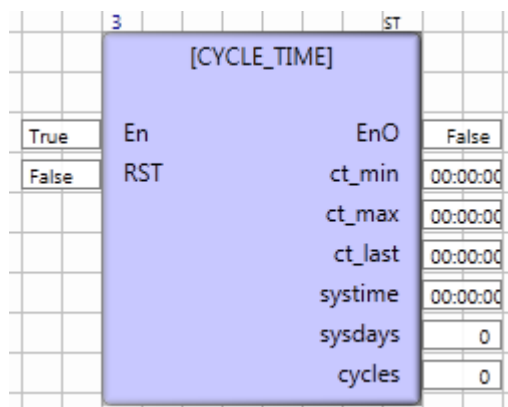 3 ST
[CYCLE_TIME]
True En EnO False
False RST ct_min 00:00:00
ct_max 00:00:00
ct_last 00:00:00
systime 00:00:00
sysdays 0
cycles 0